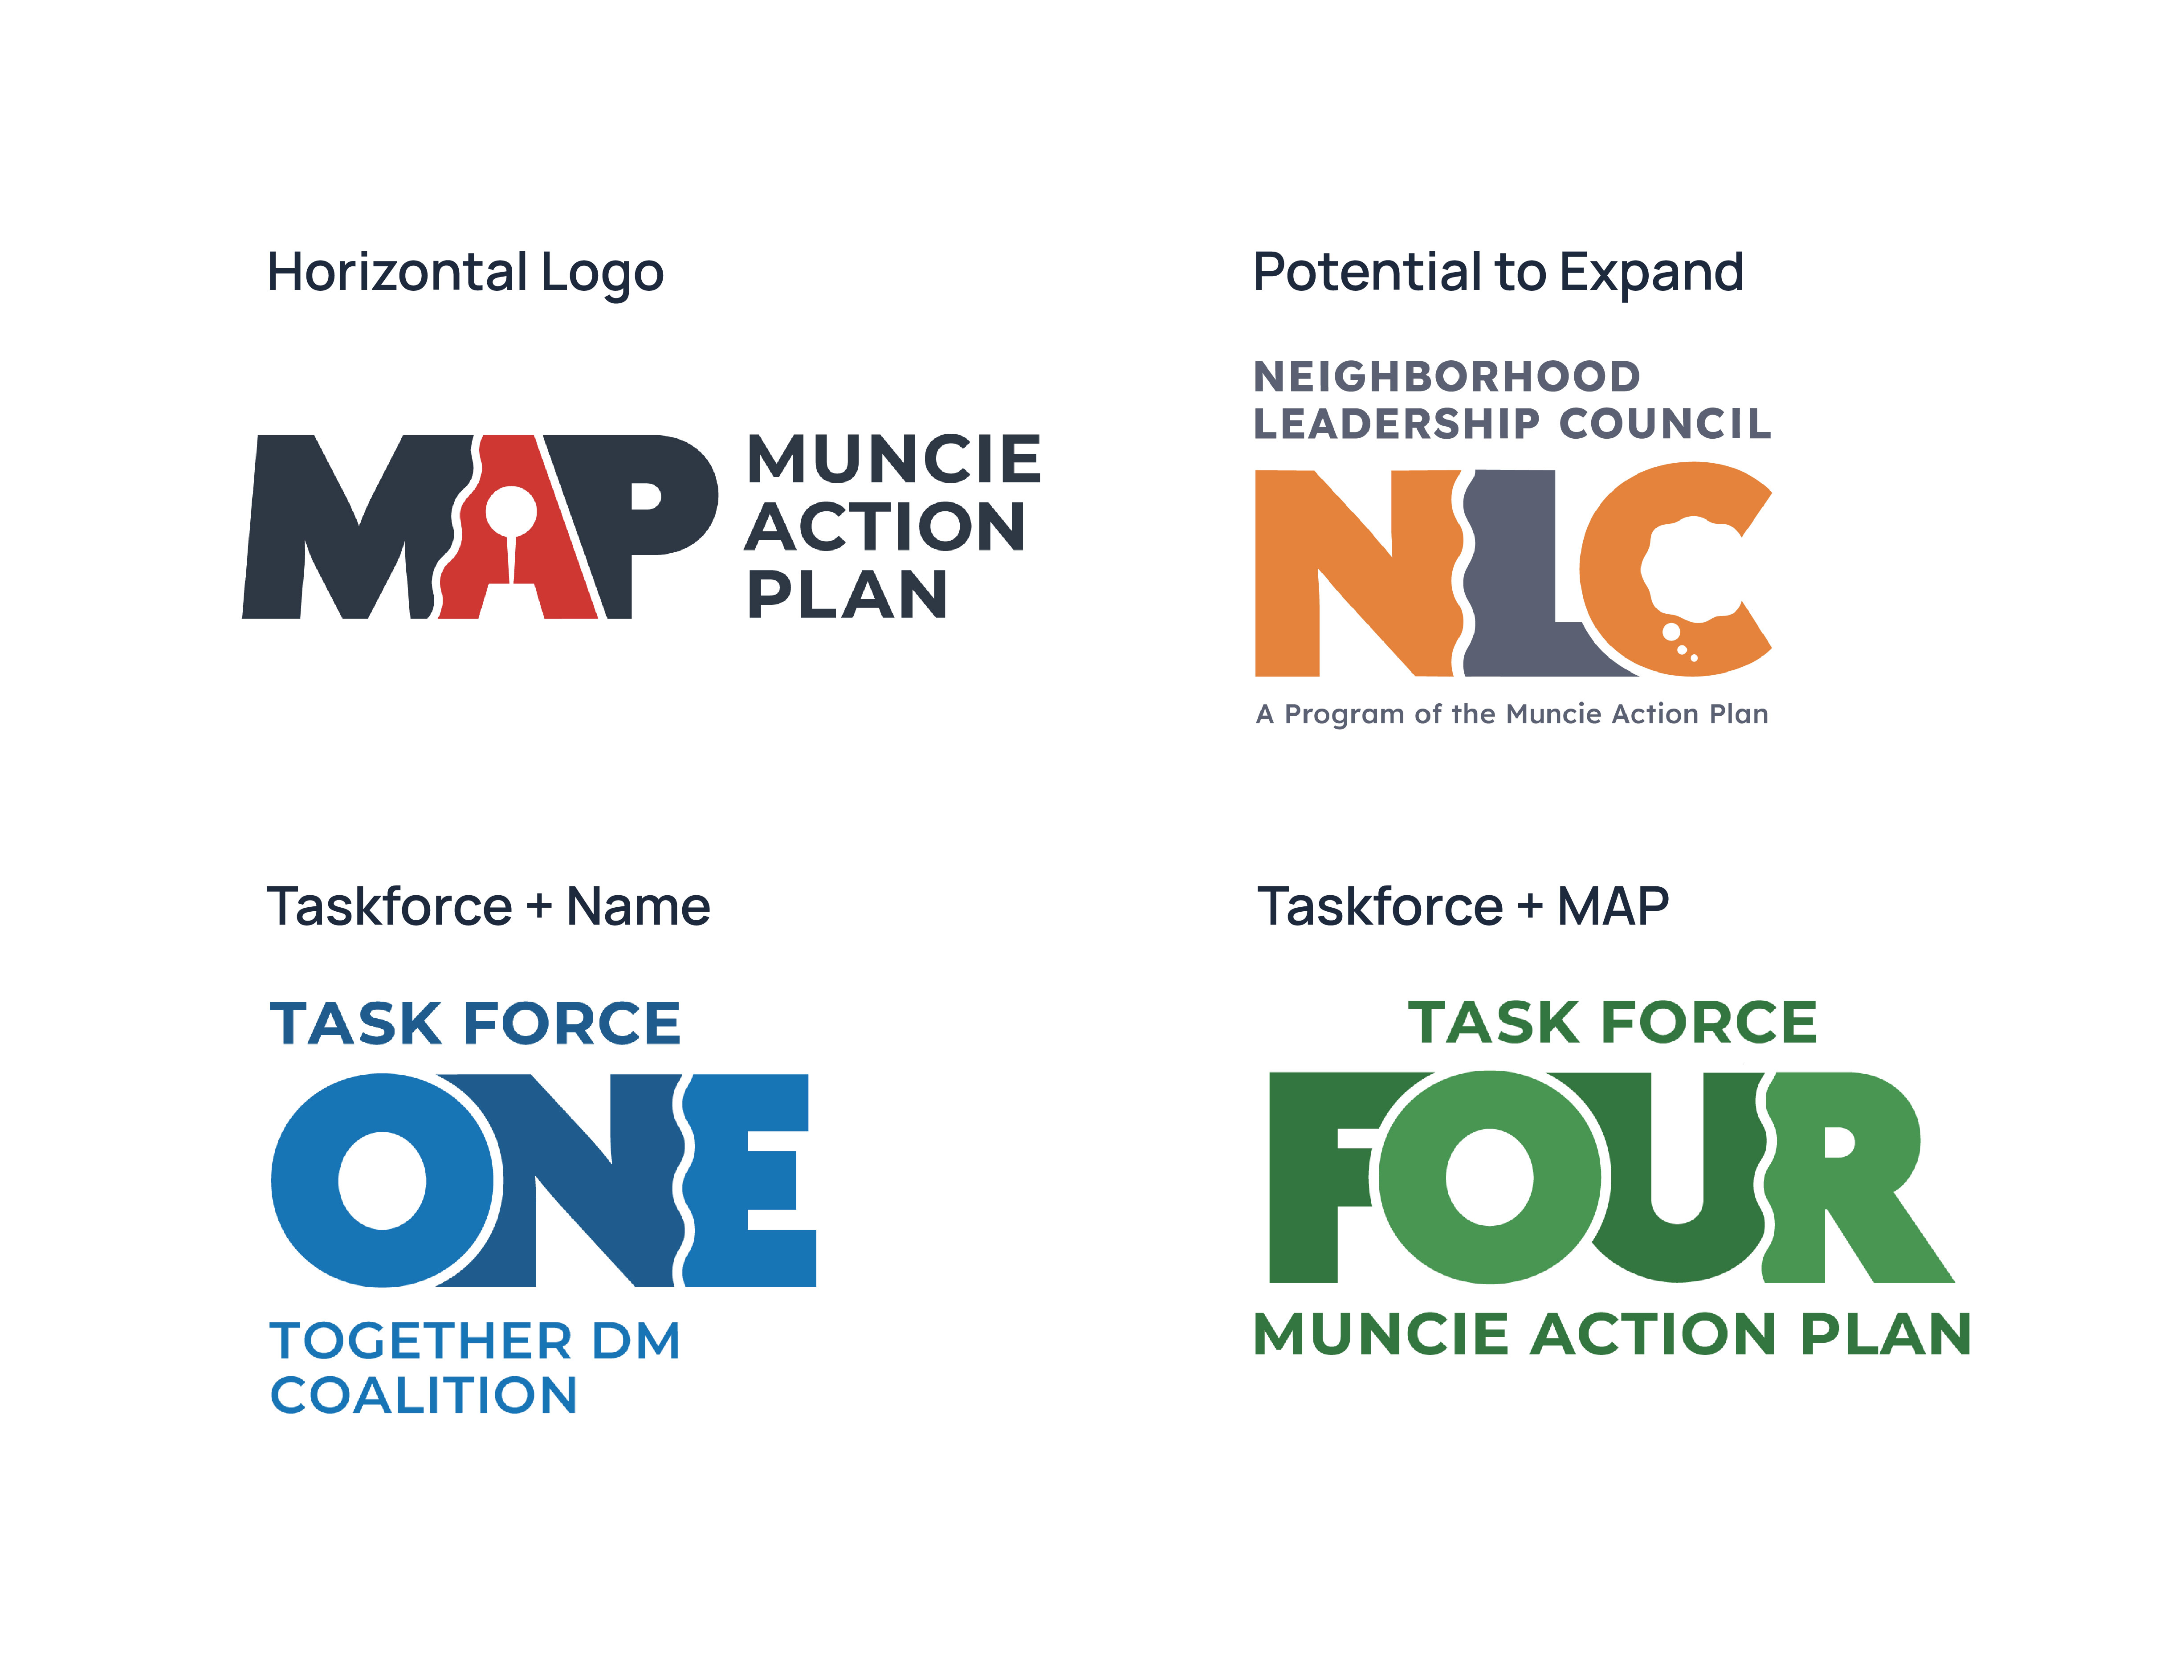 Horizontal Logo
MAP
MUNCIE
ACTION
PLAN
Potential to Expand
NEIGHBORHOOD
LEADERSHIP COUNCIL
NLC
A Program of the Muncie Action Plan
Taskforce + Name
TASK FORCE
ONE
TOGETHER DM
COALITION
Taskforce + MAP
TASK FORCE
FOUR
MUNCIE ACTION PLAN